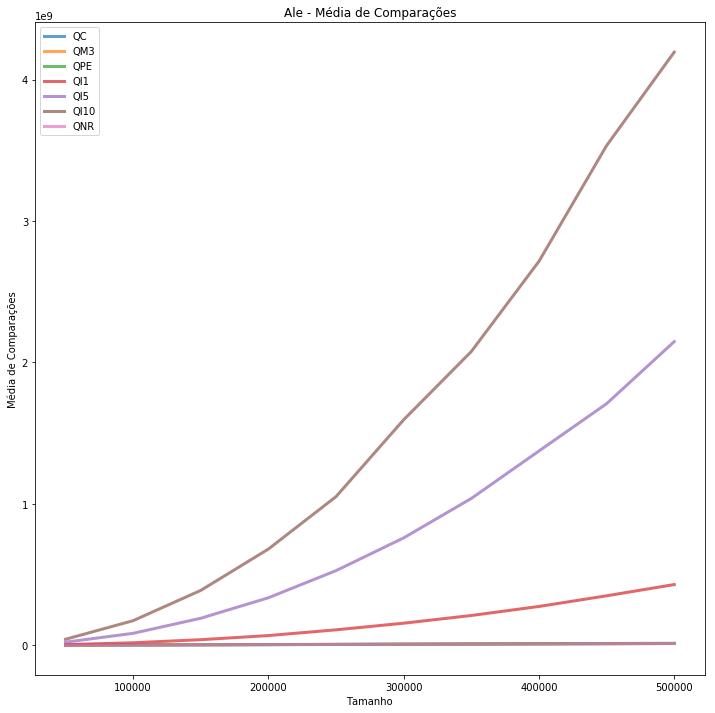 Ale - Média de Comparações
1e9
QC
QM3
QPE
QI1
QI5
QI10
QNR
4
3
2
1
0
Média de Comparações
100000 200000 300000 400000 500000
Tamanho